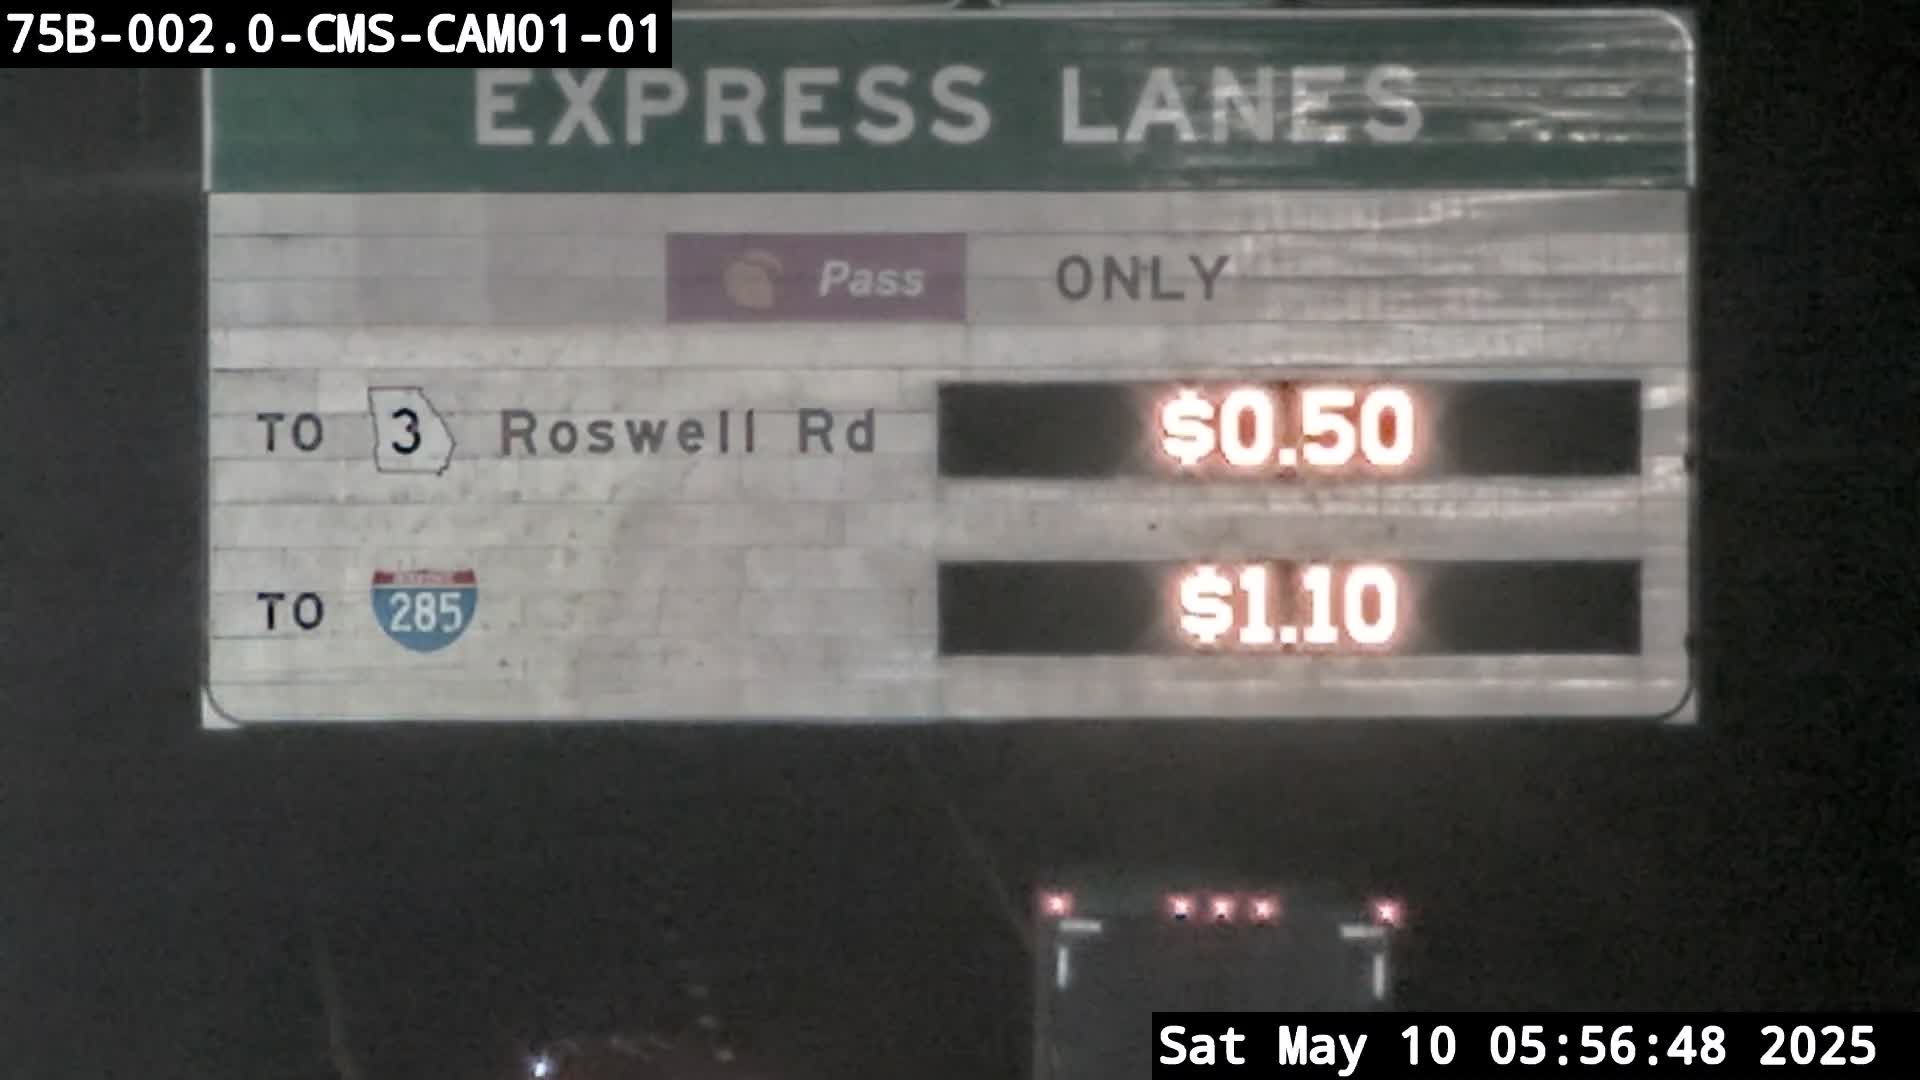 75B-002.0-CMS-CAM01-01
EXPRESS LANES
Pass ONLY
TO 3 Roswell Rd $0.50
TO 285 $1.10
Sat May 10 05:56:48 2025